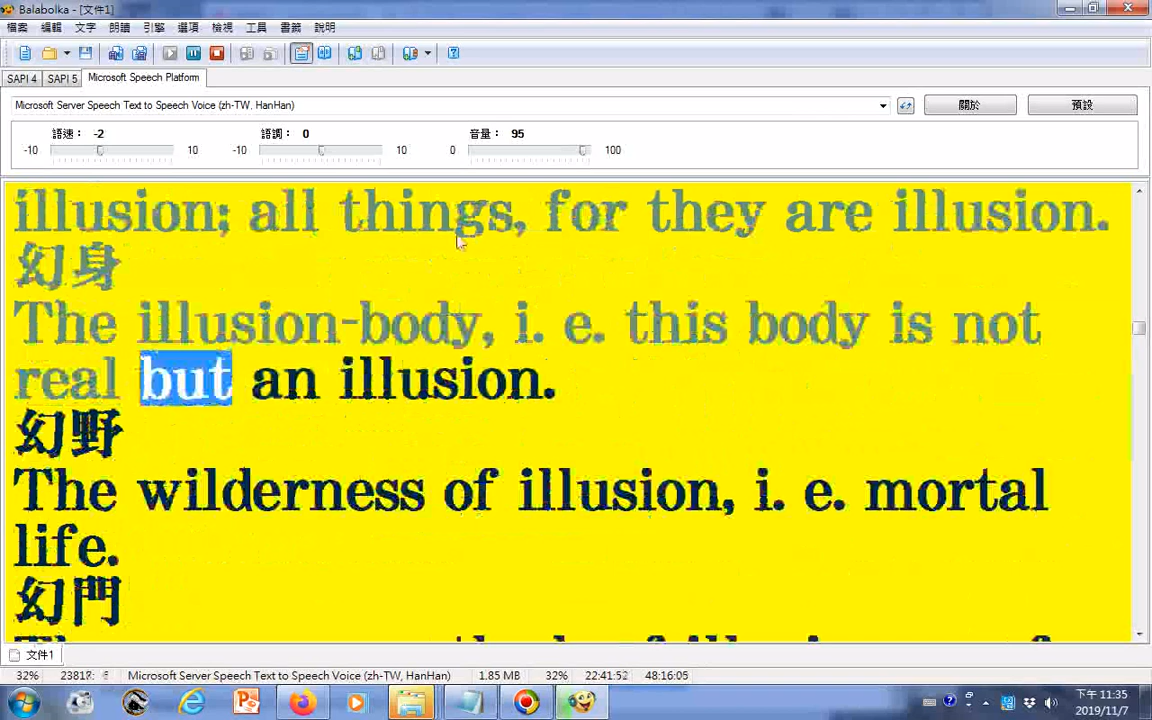 Balabolka - [文件1]
檔案 編輯 文字 朗讀 引擎 選項 檢視 工具 書籤 說明
SAPI 4 SAPI 5 Microsoft Speech Platform
Microsoft Server Speech Text to Speech Voice (zh-TW, HanHan) 關於 預設
語速: -2 語調: 0 音量: 95
-10 10 -10 10 0 100
illusion; all things, for they are illusion.
幻身
The illusion-body, i. e. this body is not
real but an illusion.
幻野
The wilderness of illusion, i. e. mortal
life.
幻門
文件1
32% Microsoft Server Speech Text to Speech Voice (zh-TW, HanHan) 1.85 MB 32% 22:41:52 48:16:05
下午 11:35
2019/11/7